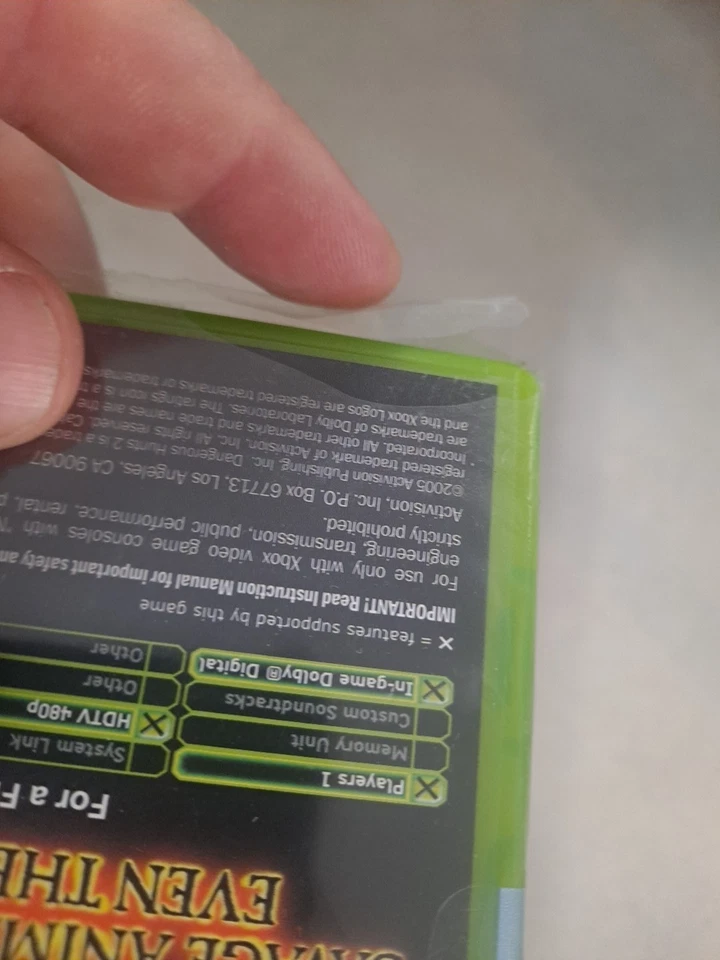 SAVAGE ANIM
EVEN THE
For a F
Players 1 System Link
Memory Unit HDTV 480p
Custom Soundtracks Other
In-game Dolby® Digital Other
X = features supported by this game
IMPORTANT! Read Instruction Manual for important safety an
For use only with Xbox video game consoles with
engineering, transmission, public performance, rental, p
strictly prohibited.
Activision, Inc. P.O. Box 67713, Los Angeles, CA 90067
©2005 Activision Publishing, Inc. Dangerous Hunts 2 is a trade
registered trademark of Activision, Inc. All rights reserved. Ca
Incorporated. All other trademarks and trade names are the
are trademarks of Dolby Laboratories. The ratings icon is a
and the Xbox Logos are registered trademarks or trademarks